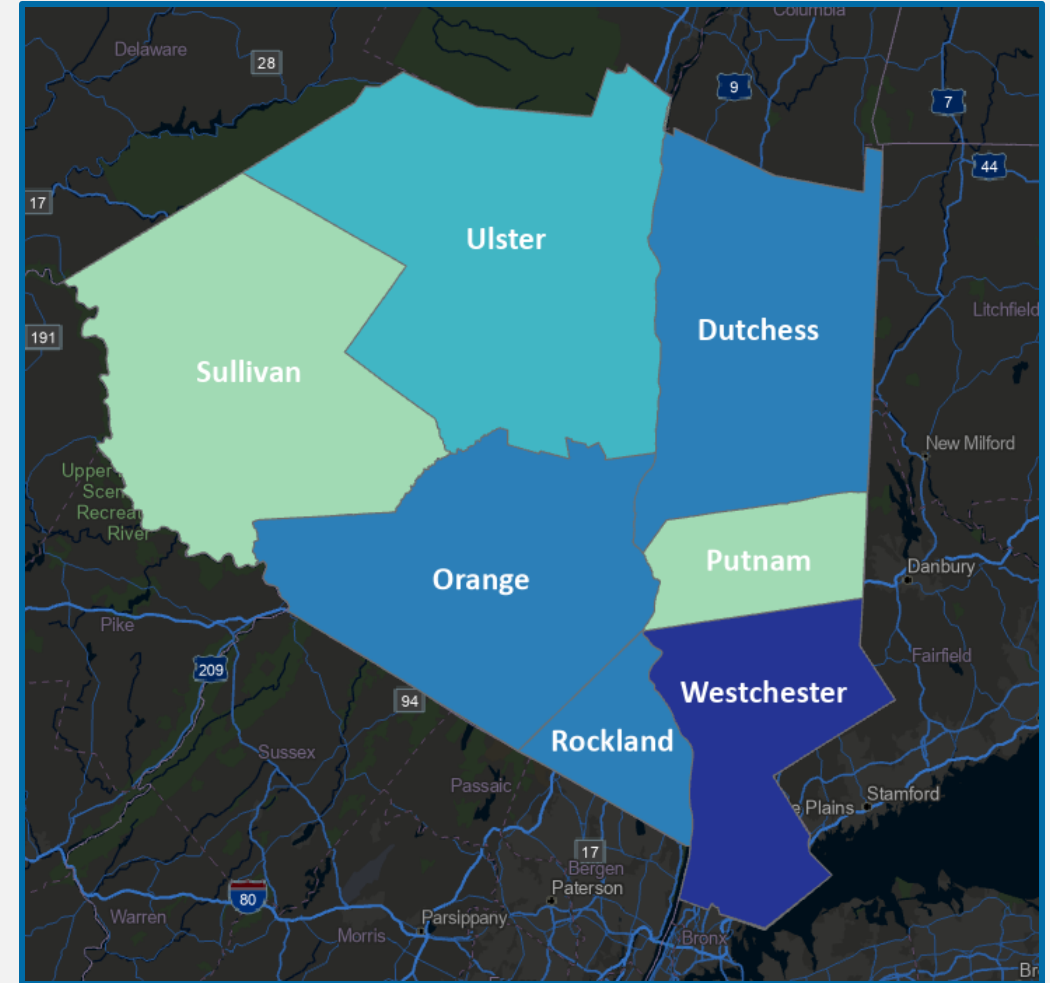 Columbia
Delaware
28
9
7
44
17
Ulster
Litchfield
Dutchess
191
Sullivan
New Milford
Upper
Scen
Recreat
River
Putnam
Danbury
Orange
Pike
Fairfield
209
Westchester
94
Rockland
Sussex
Passaic
Stamford
e Plains
17
Bergen
Paterson
80
Warren
Parsippany
Morris
Bronx
Br